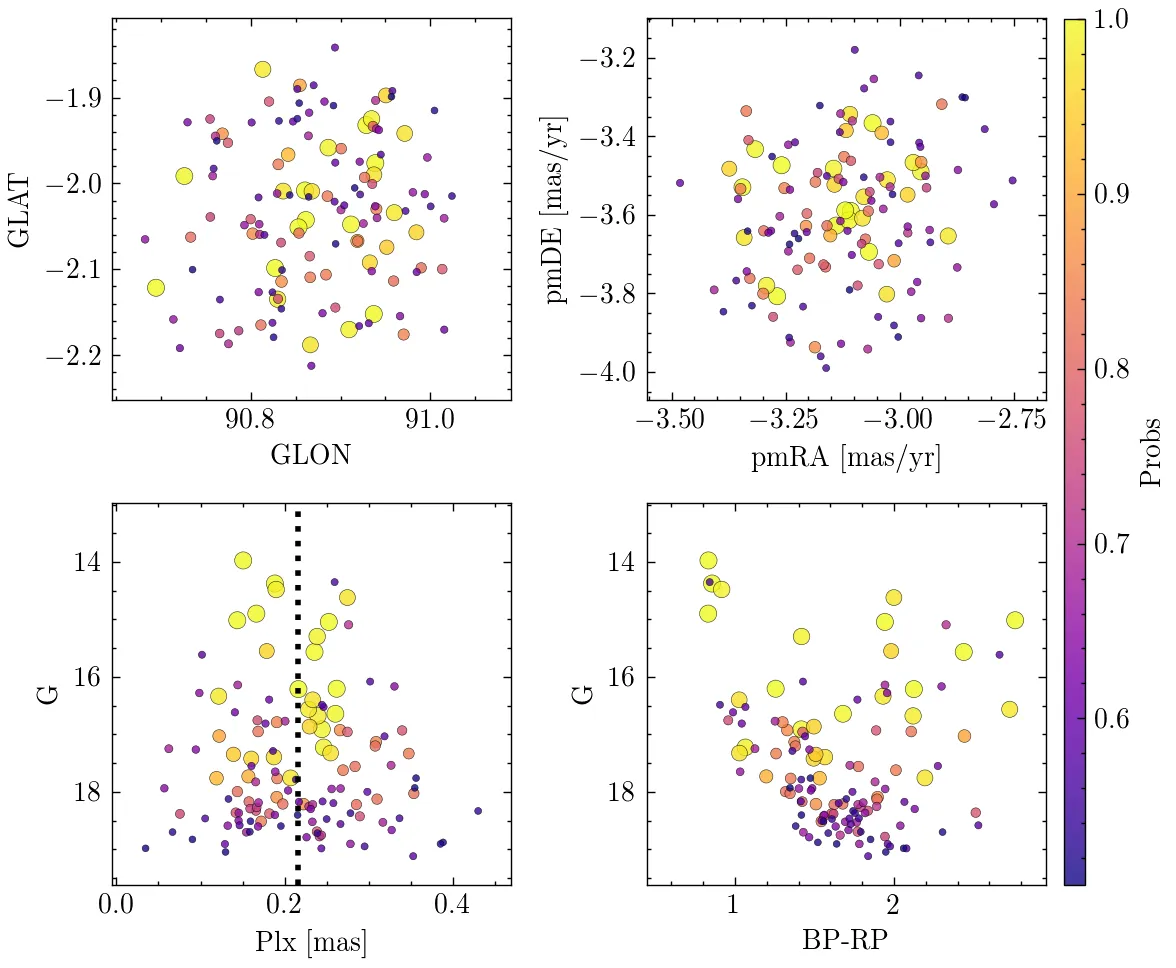 −1.9
−2.0
−2.1
−2.2
GLAT
90.8 91.0
GLON
−3.2
−3.4
−3.6
−3.8
−4.0
pmDE [mas/yr]
−3.50 −3.25 −3.00 −2.75
pmRA [mas/yr]
1.0
0.9
0.8
0.7
0.6
Probs
14
16
18
G
0.0 0.2 0.4
Plx [mas]
14
16
18
G
1 2
BP-RP